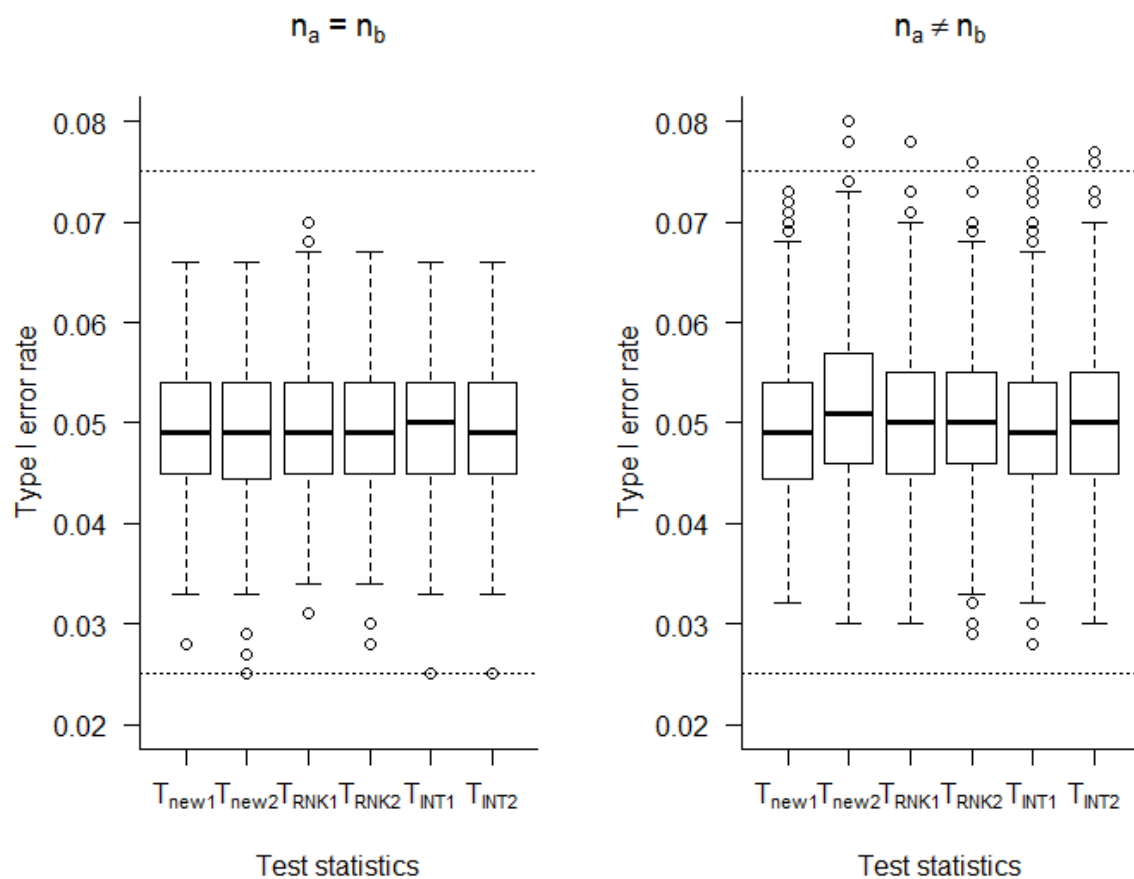 n_a = n_b
Type I error rate
0.08
0.07
0.06
0.05
0.04
0.03
0.02
T_new1 T_new2 T_RNK1 T_RNK2 T_INT1 T_INT2
Test statistics
n_a ≠ n_b
Type I error rate
0.08
0.07
0.06
0.05
0.04
0.03
0.02
T_new1 T_new2 T_RNK1 T_RNK2 T_INT1 T_INT2
Test statistics